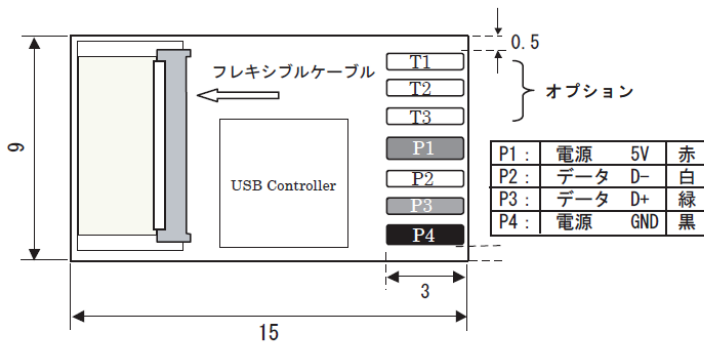 0.5
T1
フレキシブルケーブル
T2
オプション
T3
9
P1
USB Controller
P2
P3
P4
P1： 電源 5V 赤
P2： データ D- 白
P3： データ D+ 緑
P4： 電源 GND 黒
3
15